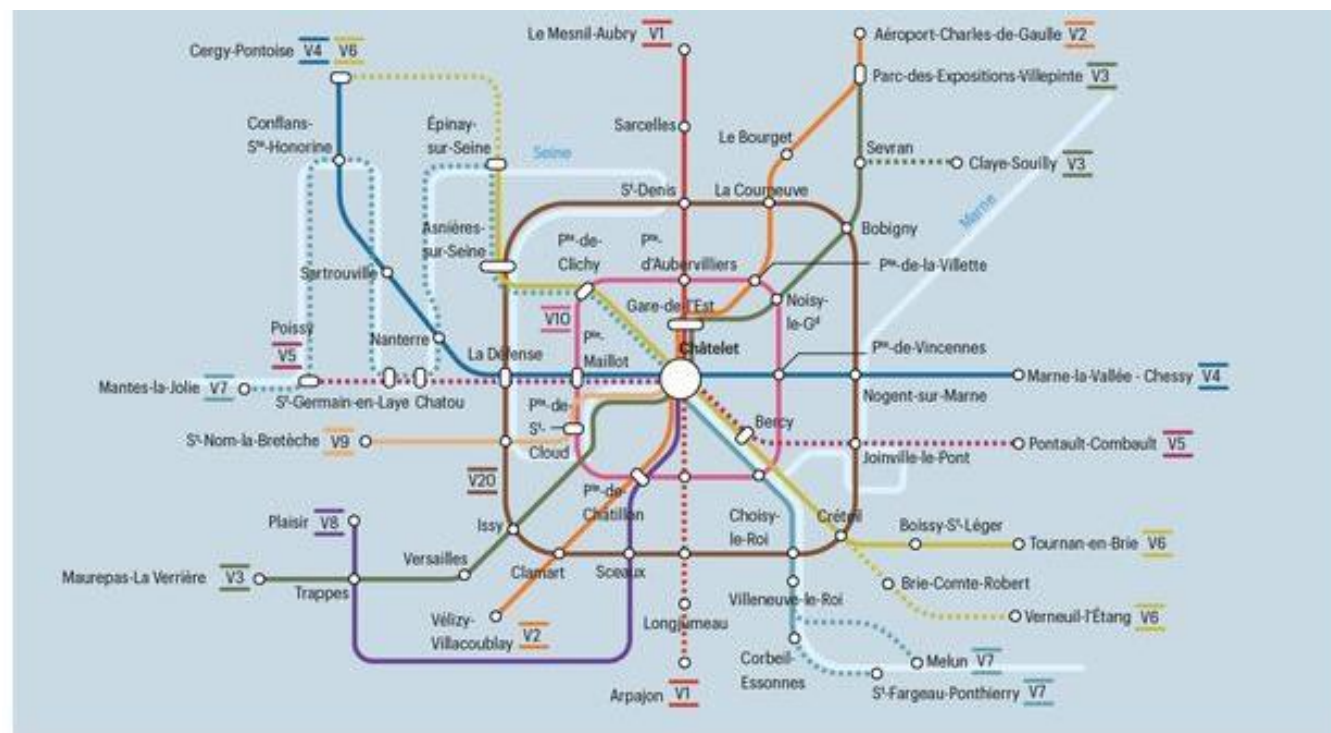 Le Mesnil-Aubry V1
Aéroport-Charles-de-Gaulle V2
Cergy-Pontoise V4 V6
Parc-des-Expositions-Villepinte V3
Conflans-
Sᵗᵉ-Honorine
Épinay-
sur-Seine
Sarcelles
Le Bourget
Sevran
Claye-Souilly V3
Seine
Sᵗ-Denis
La Courneuve
Marne
Asnières-
sur-Seine
Pᵗᵉ-de-
Clichy
Pᵗᵉ-
d'Aubervilliers
Bobigny
Pᵗᵉ-de-la-Villette
Sartrouville
Gare-de-l'Est
Noisy-
le-Gᵈ
V10
Poissy
V5
Nanterre
La Défense
Pᵗᵉ-
Maillot
Châtelet
Pᵗᵉ-de-Vincennes
Mantes-la-Jolie V7
Sᵗ-Germain-en-Laye
Chatou
Marne-la-Vallée - Chessy V4
Nogent-sur-Marne
Pᵗᵉ-de-
Sᵗ-
Cloud
Bercy
Sᵗ-Nom-la-Bretèche V9
Pontault-Combault V5
Joinville-le-Pont
V20
Pᵗᵉ-de-
Châtillon
Plaisir V8
Issy
Choisy-
le-Roi
Créteil
Boissy-Sᵗ-Léger
Tournan-en-Brie V6
Versailles
Clamart
Sceaux
Maurepas-La Verrière V3
Trappes
Villeneuve-le-Roi
Brie-Comte-Robert
Vélizy-
Villacoublay V2
Longjumeau
Verneuil-l'Étang V6
Corbeil-
Essonnes
Melun V7
Arpajon V1
Sᵗ-Fargeau-Ponthierry V7